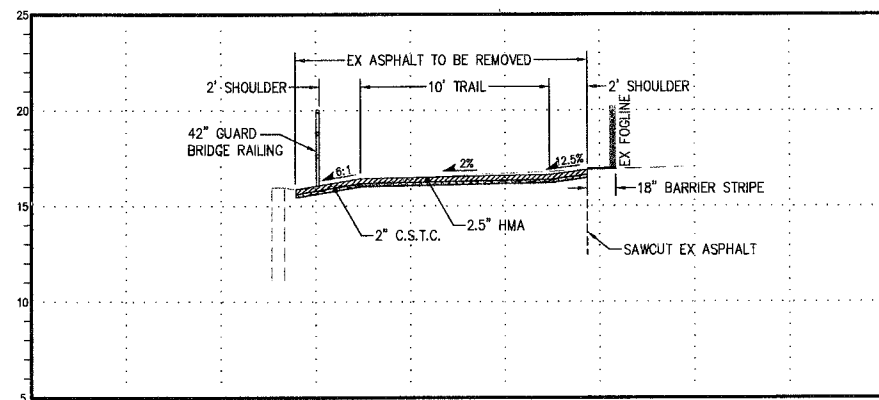 25
EX ASPHALT TO BE REMOVED
2' SHOULDER
10' TRAIL
2' SHOULDER
20
42" GUARD
BRIDGE RAILING
EX FOGLINE
6:1
2%
12.5%
18" BARRIER STRIPE
15
2" C.S.T.C.
2.5" HMA
SAWCUT EX ASPHALT
10
5